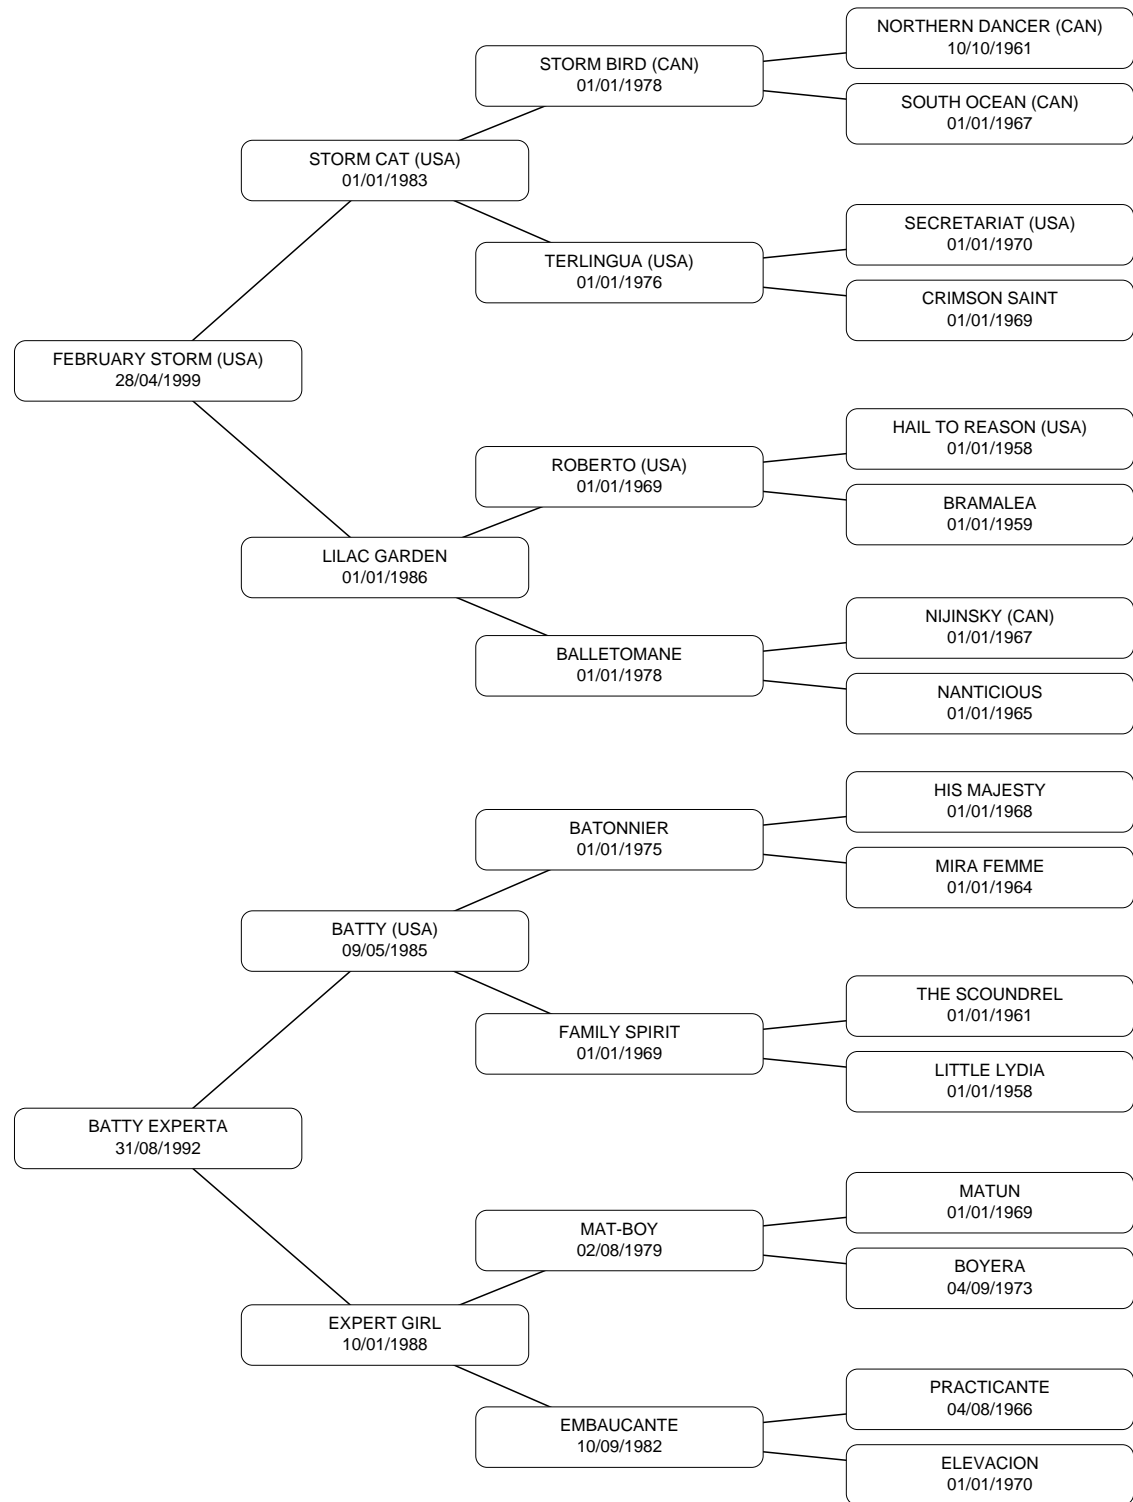 NORTHERN DANCER (CAN)
10/10/1961
STORM BIRD (CAN)
01/01/1978
SOUTH OCEAN (CAN)
01/01/1967
STORM CAT (USA)
01/01/1983
SECRETARIAT (USA)
01/01/1970
TERLINGUA (USA)
01/01/1976
CRIMSON SAINT
01/01/1969
FEBRUARY STORM (USA)
28/04/1999
HAIL TO REASON (USA)
01/01/1958
ROBERTO (USA)
01/01/1969
BRAMALEA
01/01/1959
LILAC GARDEN
01/01/1986
NIJINSKY (CAN)
01/01/1967
BALLETOMANE
01/01/1978
NANTICIOUS
01/01/1965
HIS MAJESTY
01/01/1968
BATONNIER
01/01/1975
MIRA FEMME
01/01/1964
BATTY (USA)
09/05/1985
THE SCOUNDREL
01/01/1961
FAMILY SPIRIT
01/01/1969
LITTLE LYDIA
01/01/1958
BATTY EXPERTA
31/08/1992
MATUN
01/01/1969
MAT-BOY
02/08/1979
BOYERA
04/09/1973
EXPERT GIRL
10/01/1988
PRACTICANTE
04/08/1966
EMBAUCANTE
10/09/1982
ELEVACION
01/01/1970